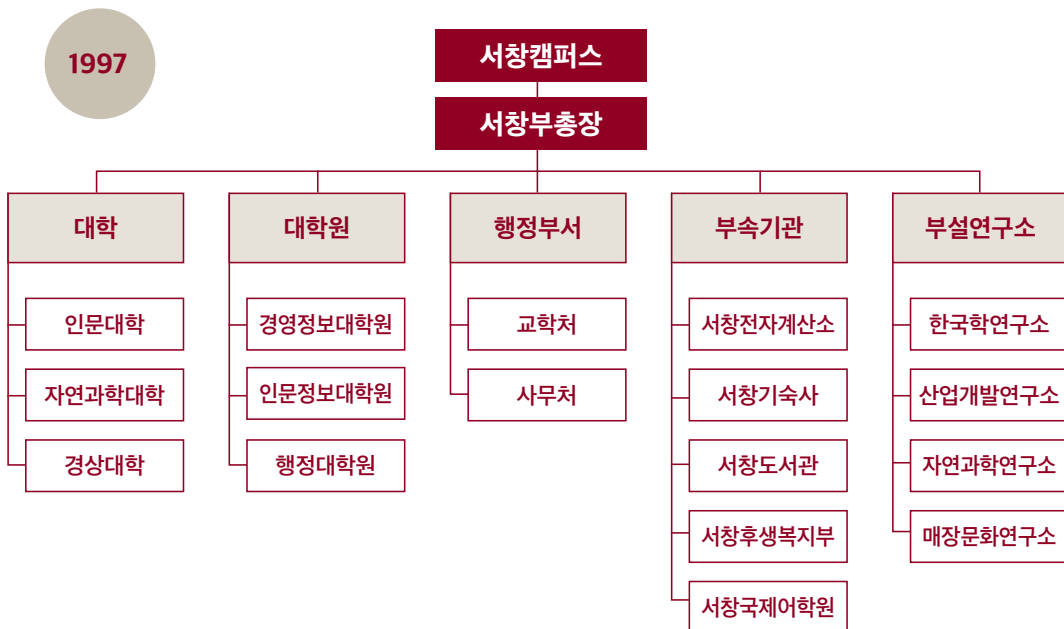 1997
서창캠퍼스
서창부총장
대학
인문대학
자연과학대학
경상대학
대학원
경영정보대학원
인문정보대학원
행정대학원
행정부서
교학처
사무처
부속기관
서창전자계산소
서창기숙사
서창도서관
서창후생복지부
서창국제어학원
부설연구소
한국학연구소
산업개발연구소
자연과학연구소
매장문화연구소